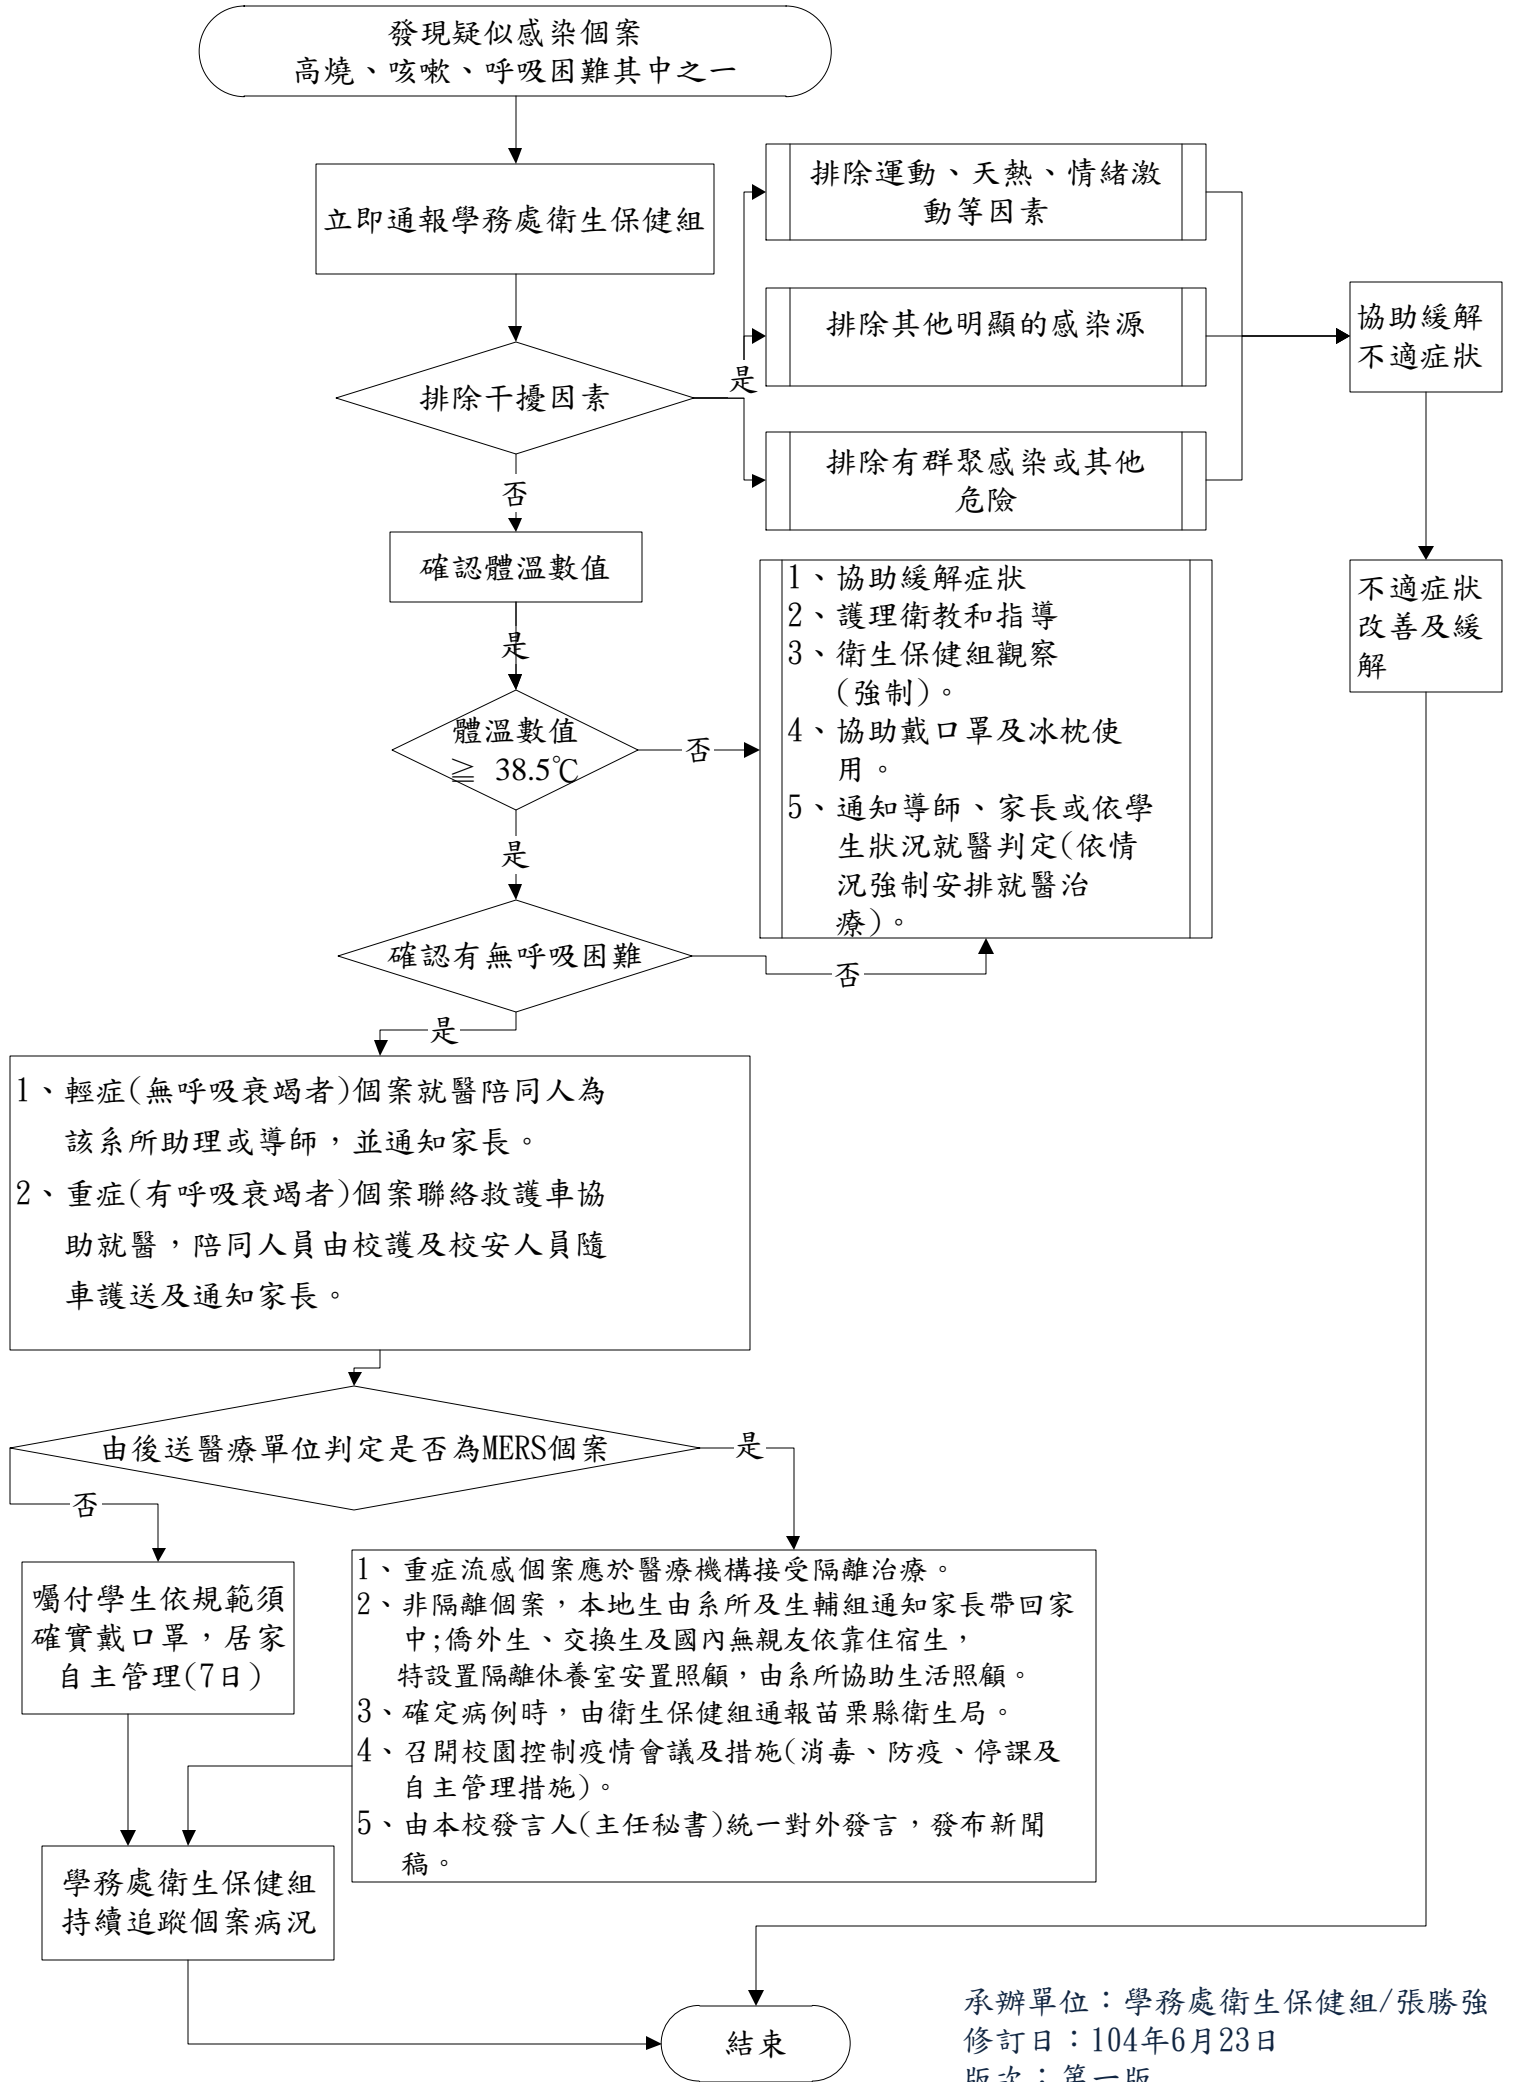 發現疑似感染個案
高燒、咳嗽、呼吸困難其中之一
立即通報學務處衛生保健組
排除干擾因素
是
排除運動、天熱、情緒激
動等因素
排除其他明顯的感染源
排除有群聚感染或其他
危險
協助緩解
不適症狀
不適症狀
改善及緩
解
否
確認體溫數值
是
體溫數值
≧ 38.5℃
否
1、協助緩解症狀
2、護理衛教和指導
3、衛生保健組觀察
(強制)。
4、協助戴口罩及冰枕使
用。
5、通知導師、家長或依學
生狀況就醫判定(依情
況強制安排就醫治
療)。
是
確認有無呼吸困難
否
是
1、輕症(無呼吸衰竭者)個案就醫陪同人為
該系所助理或導師，並通知家長。
2、重症(有呼吸衰竭者)個案聯絡救護車協
助就醫，陪同人員由校護及校安人員隨
車護送及通知家長。
由後送醫療單位判定是否為MERS個案
是
否
囑付學生依規範須
確實戴口罩，居家
自主管理(7日)
1、重症流感個案應於醫療機構接受隔離治療。
2、非隔離個案，本地生由系所及生輔組通知家長帶回家
中;僑外生、交換生及國內無親友依靠住宿生，
特設置隔離休養室安置照顧，由系所協助生活照顧。
3、確定病例時，由衛生保健組通報苗栗縣衛生局。
4、召開校園控制疫情會議及措施(消毒、防疫、停課及
自主管理措施)。
5、由本校發言人(主任秘書)統一對外發言，發布新聞
稿。
學務處衛生保健組
持續追蹤個案病況
結束
承辦單位：學務處衛生保健組/張勝強
修訂日：104年6月23日
版次：第一版